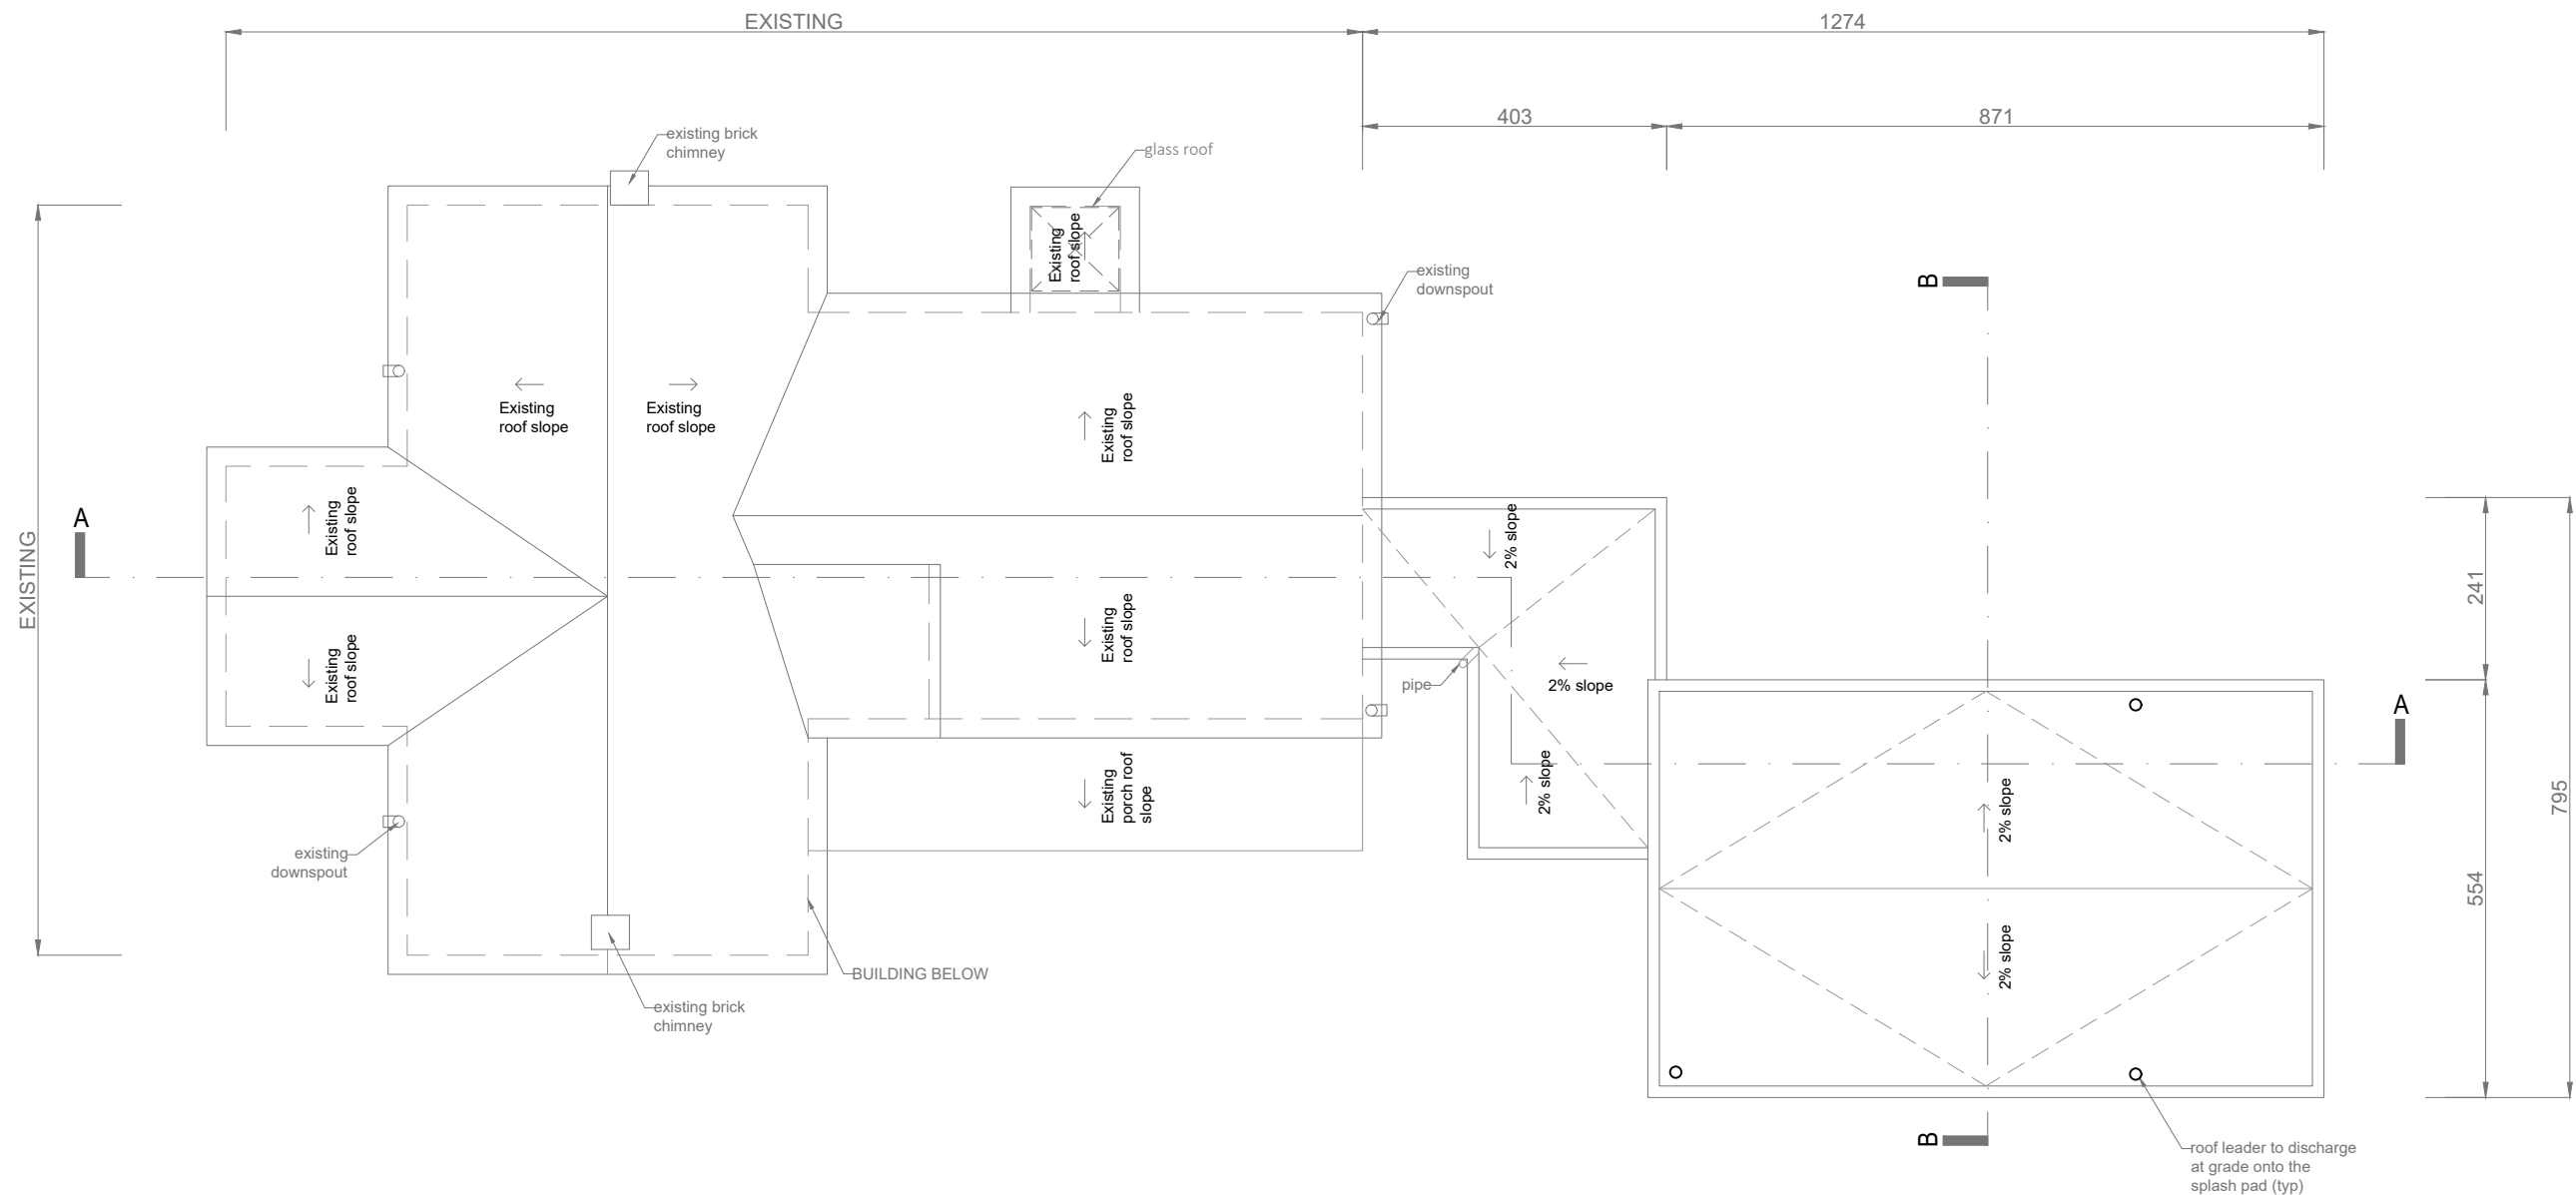 EXISTING
1274
403
871
existing brick
chimney
glass roof
Existing
roof slope
existing
downspout
B
Existing
roof slope
Existing
roof slope
Existing
roof slope
A
Existing
roof slope
2% slope
EXISTING
241
Existing
roof slope
Existing
roof slope
pipe
2% slope
A
Existing
porch roof
slope
2% slope
2% slope
795
existing
downspout
554
2% slope
BUILDING BELOW
existing brick
chimney
B
roof leader to discharge
at grade onto the
splash pad (typ)